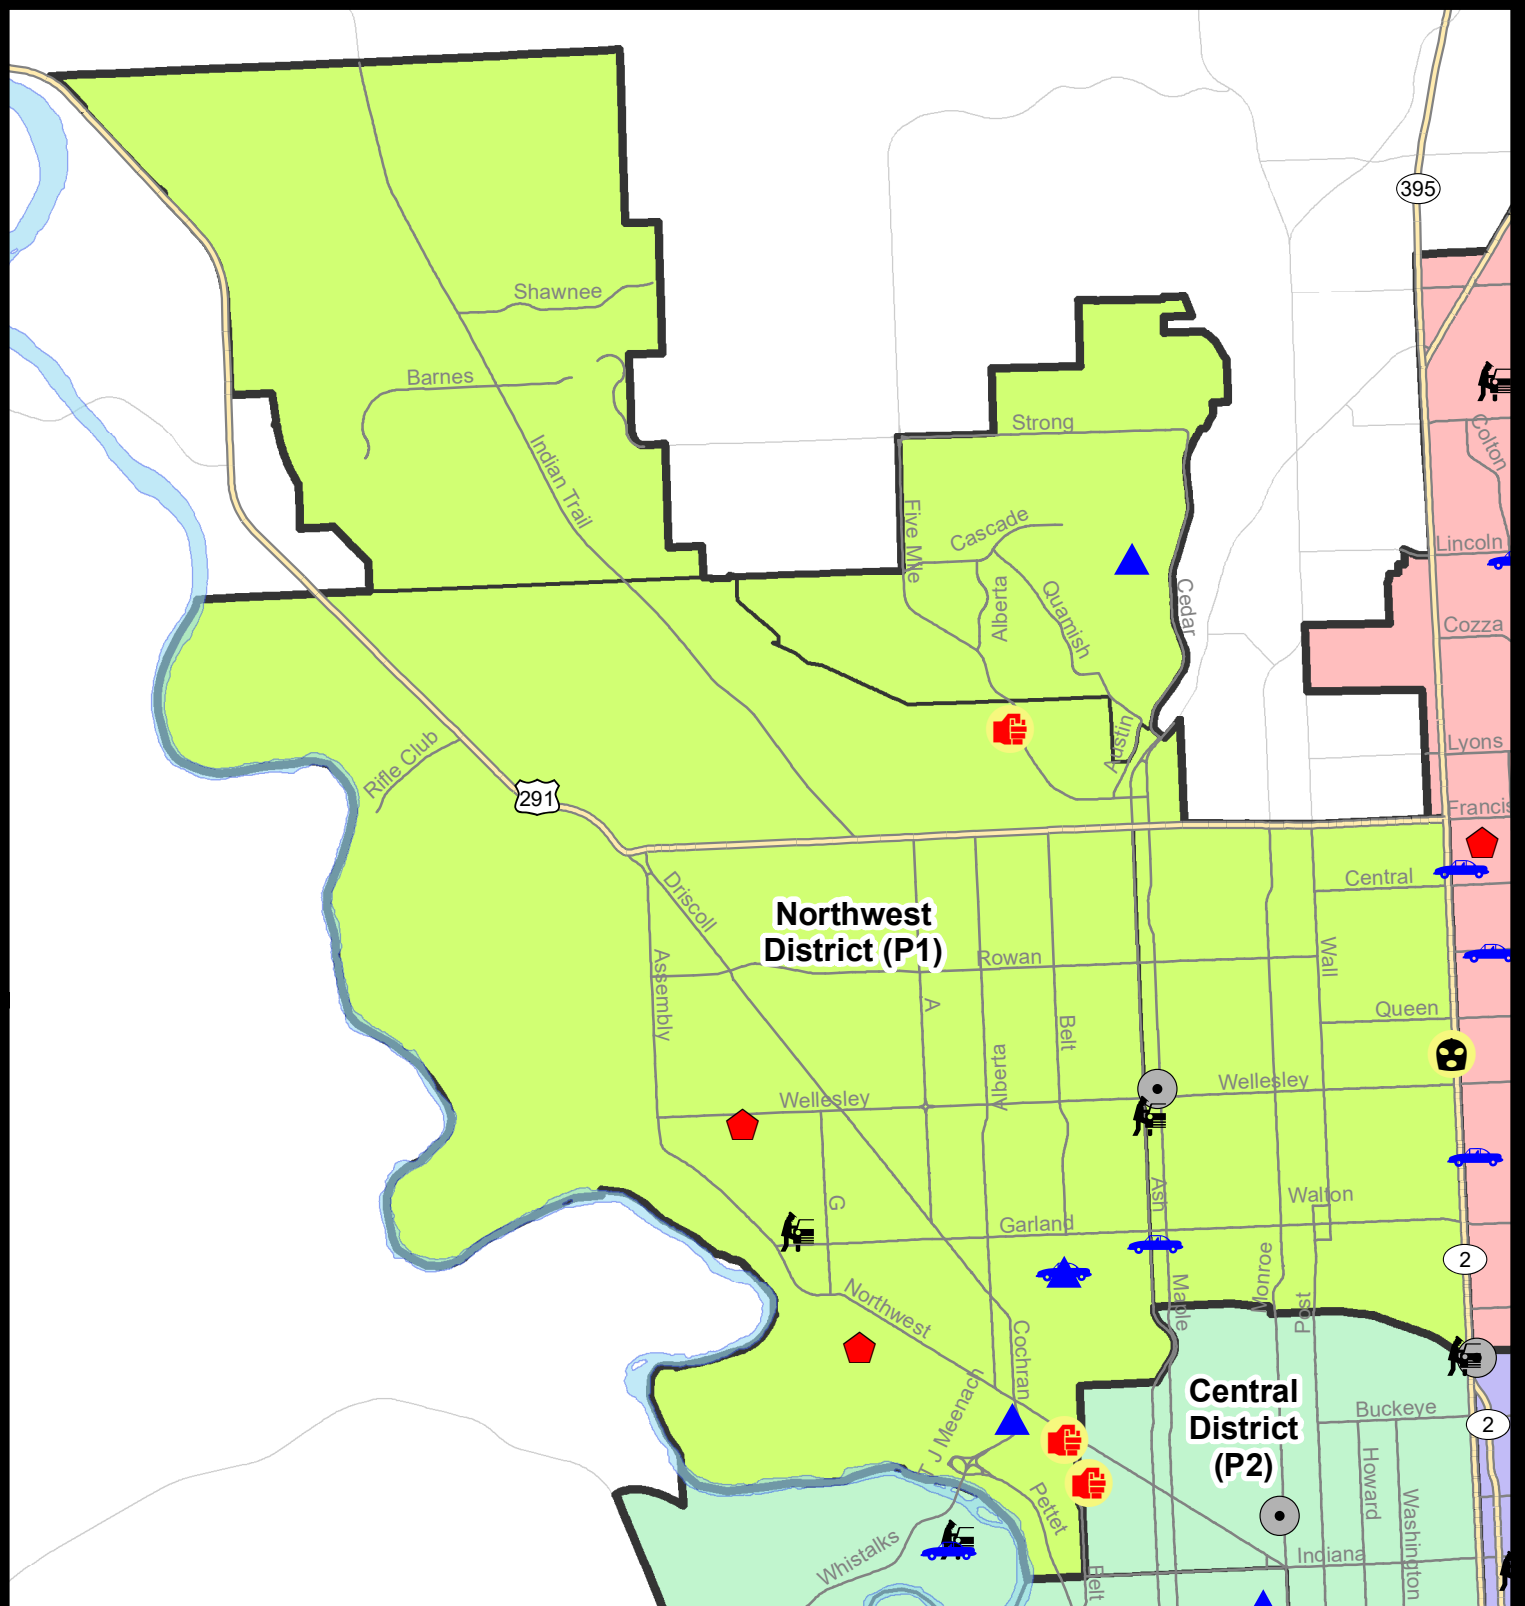 395
Shawnee
Barnes
Strong
Colton
Indian Trail
Five Mile
Cascade
Lincoln
Alberta
Quamish
Cedar
Cozza
Austin
Lyons
Rifle Club
291
Francis
Driscoll
Central
Northwest
District (P1)
Assembly
Rowan
Wall
A
Belt
Queen
Alberta
Wellesley
Wellesley
Ash
Walton
G
Garland
Monroe
2
Maple
Post
Northwest
Cochran
Central
District
(P2)
T J Meenach
Buckeye
2
Howard
Washington
Pettet
Whistalks
Indiana
Belt